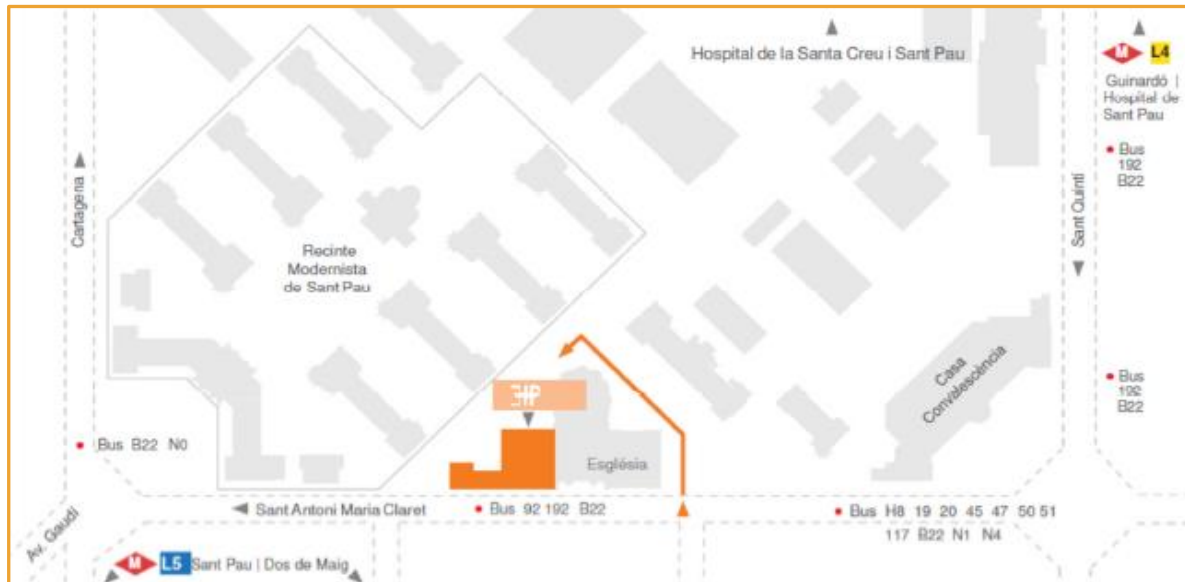 Hospital de la Santa Creu i Sant Pau
M L4
Guinardó |
Hospital de
Sant Pau
Bus
192
B22
Cartagena
Sant Quintí
Recinte
Modernista
de Sant Pau
Casa
Convalescència
Bus
192
B22
Bus B22 N0
Església
Sant Antoni Maria Claret
Bus 92 192 B22
Bus H8 19 20 45 47 50 51
117 B22 N1 N4
Av. Gaudí
M L5 Sant Pau | Dos de Maig